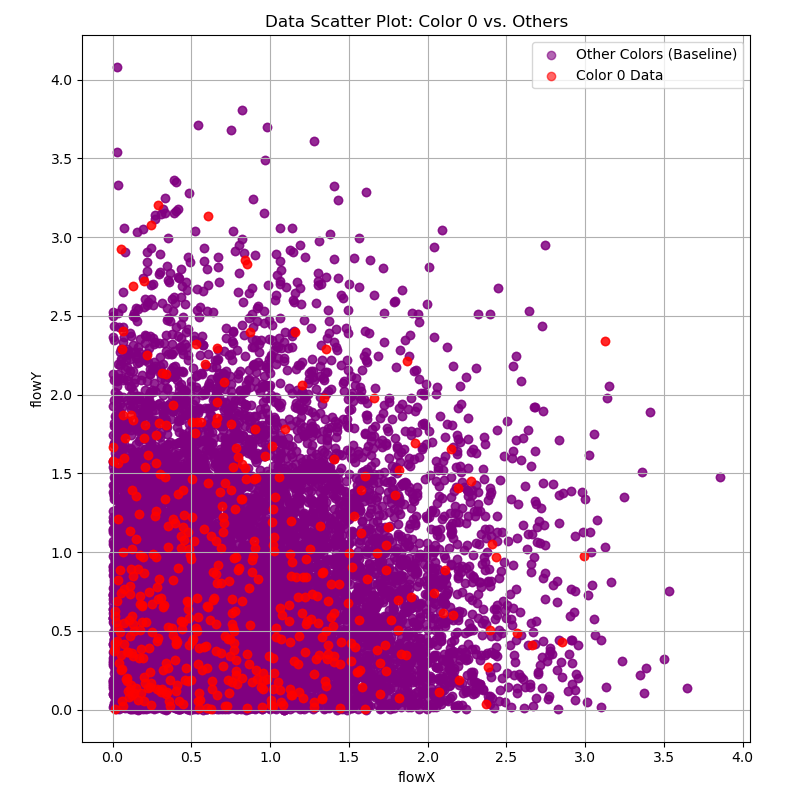 Data Scatter Plot: Color 0 vs. Others
Other Colors (Baseline)
Color 0 Data
4.0
3.5
3.0
2.5
2.0
1.5
1.0
0.5
0.0
flowY
0.0 0.5 1.0 1.5 2.0 2.5 3.0 3.5 4.0
flowX